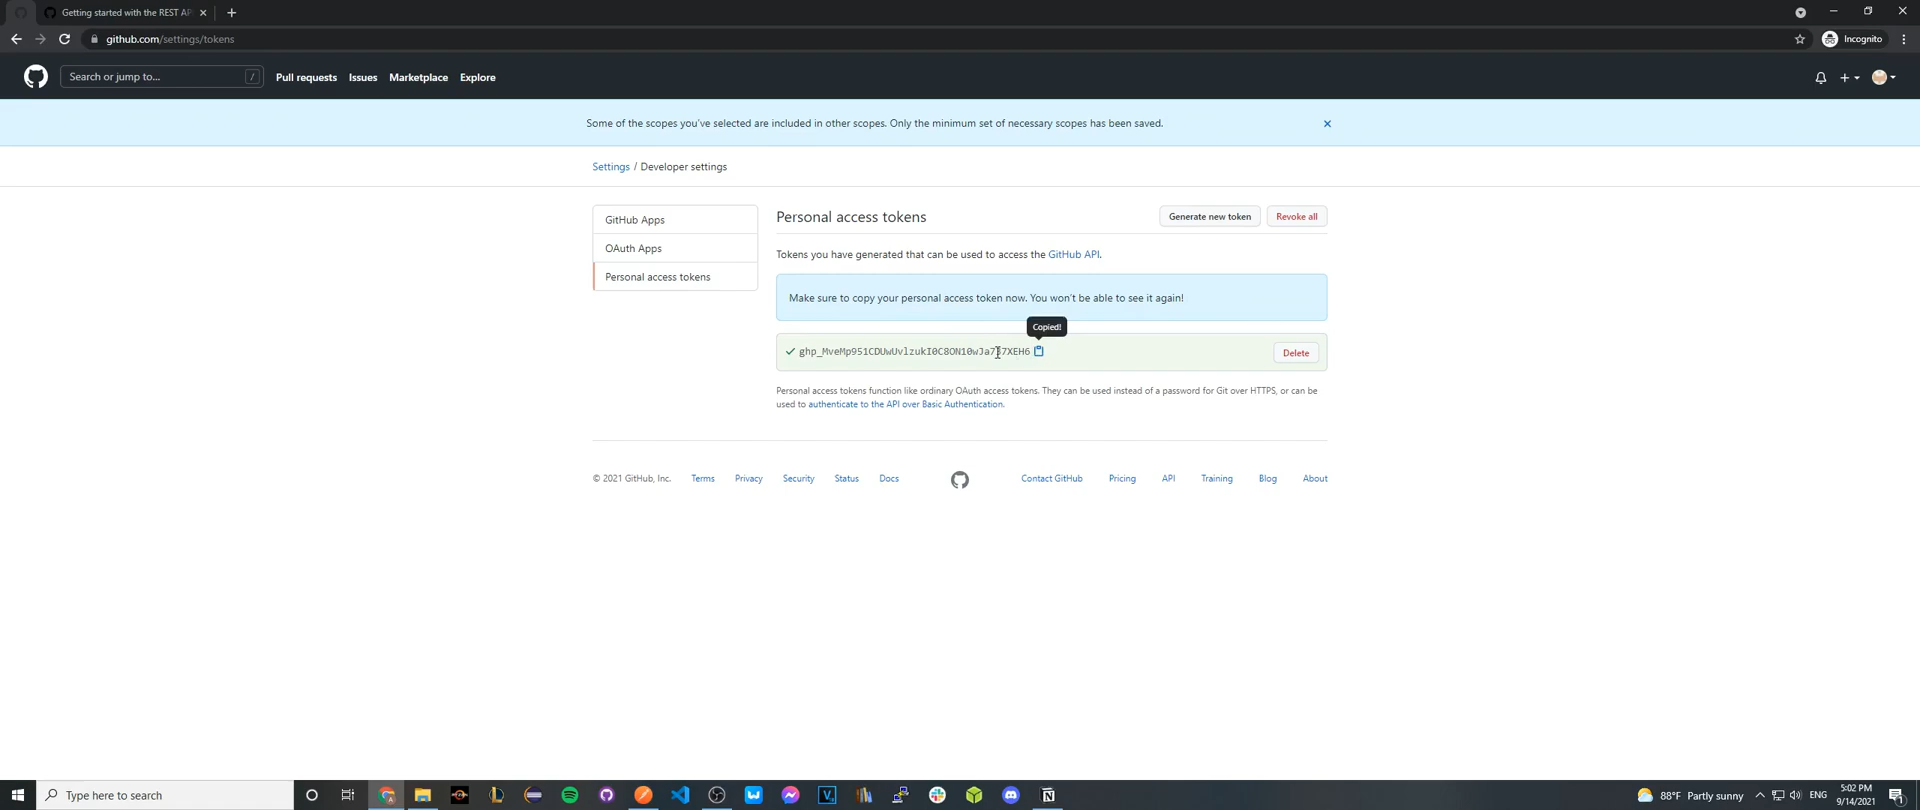 Getting started with the REST AP
github.com/settings/tokens
Incognito
Search or jump to... /
Pull requests Issues Marketplace Explore
Some of the scopes you've selected are included in other scopes. Only the minimum set of necessary scopes has been saved.
Settings / Developer settings
GitHub Apps
OAuth Apps
Personal access tokens
Personal access tokens
Generate new token
Revoke all
Tokens you have generated that can be used to access the GitHub API.
Make sure to copy your personal access token now. You won't be able to see it again!
Copied!
Delete
Personal access tokens function like ordinary OAuth access tokens. They can be used instead of a password for Git over HTTPS, or can be
used to authenticate to the API over Basic Authentication.
© 2021 GitHub, Inc. Terms Privacy Security Status Docs Contact GitHub Pricing API Training Blog About
Type here to search
88°F Partly sunny
ENG
5:02 PM
9/14/2021